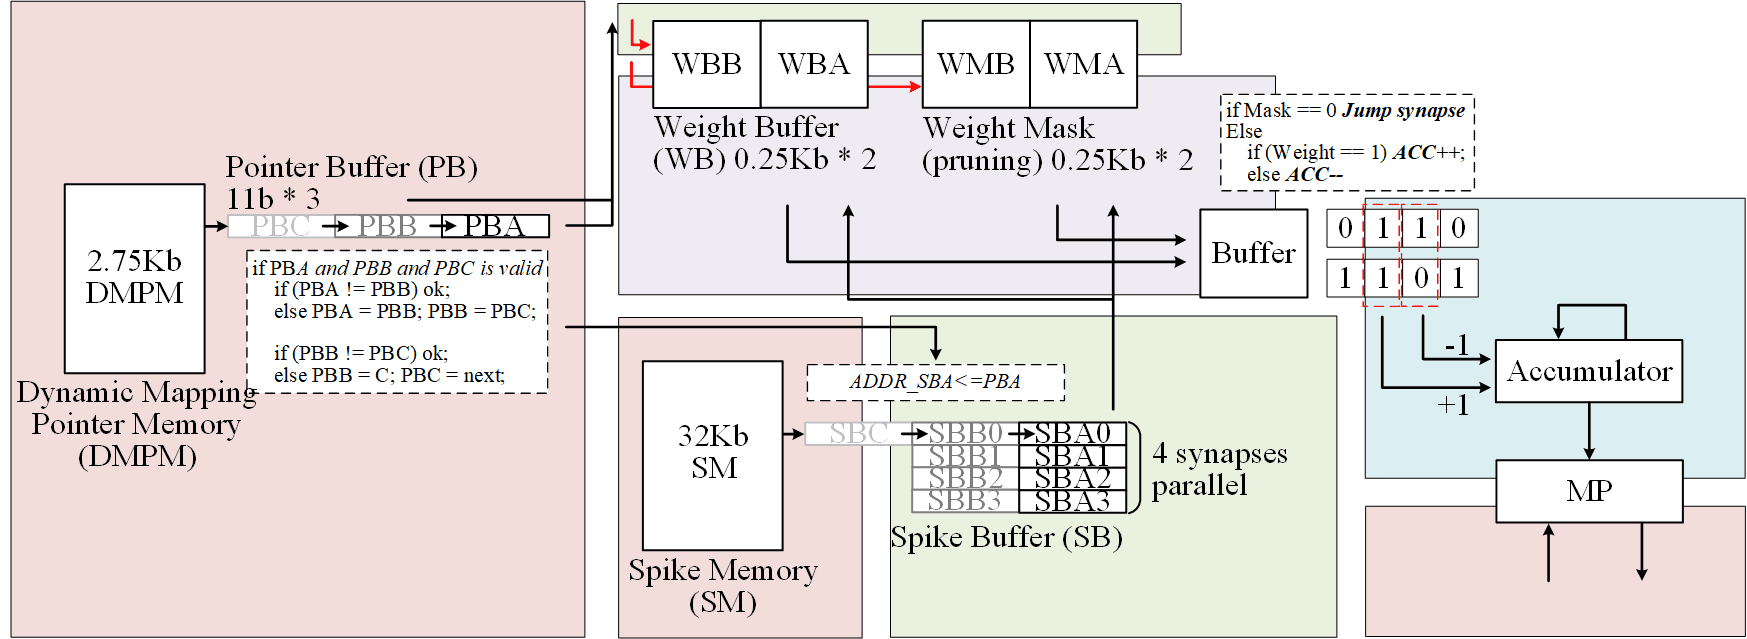 2.75Kb
DMPM
Dynamic Mapping
Pointer Memory
(DMPM)
Pointer Buffer (PB)
11b * 3
PBC
PBB
PBA
if PBA and PBB and PBC is valid
if (PBA != PBB) ok;
else PBA = PBB; PBB = PBC;
if (PBB != PBC) ok;
else PBB = C; PBC = next;
WBB
WBA
Weight Buffer
(WB) 0.25Kb * 2
WMB
WMA
Weight Mask
(pruning) 0.25Kb * 2
if Mask == 0 Jump synapse
Else
if (Weight == 1) ACC++;
else ACC--
Buffer
0 1 1 0
1 1 0 1
-1
+1
Accumulator
MP
32Kb
SM
Spike Memory
(SM)
ADDR_SBA<=PBA
SBC
SBB0
SBB1
SBB2
SBB3
SBA0
SBA1
SBA2
SBA3
4 synapses
parallel
Spike Buffer (SB)